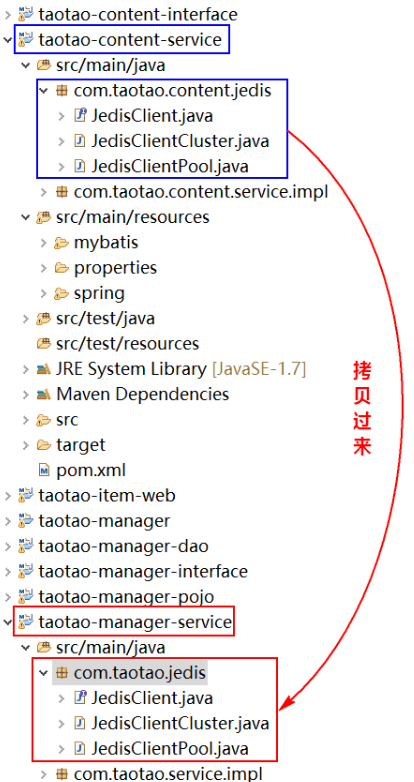 taotao-content-interface
taotao-content-service
src/main/java
com.taotao.content.jedis
JedisClient.java
JedisClientCluster.java
JedisClientPool.java
com.taotao.content.service.impl
src/main/resources
mybatis
properties
spring
src/test/java
src/test/resources
JRE System Library [JavaSE-1.7]
Maven Dependencies
src
target
pom.xml
taotao-item-web
taotao-manager
taotao-manager-dao
taotao-manager-interface
taotao-manager-pojo
taotao-manager-service
src/main/java
com.taotao.jedis
JedisClient.java
JedisClientCluster.java
JedisClientPool.java
com.taotao.service.impl
拷贝过来